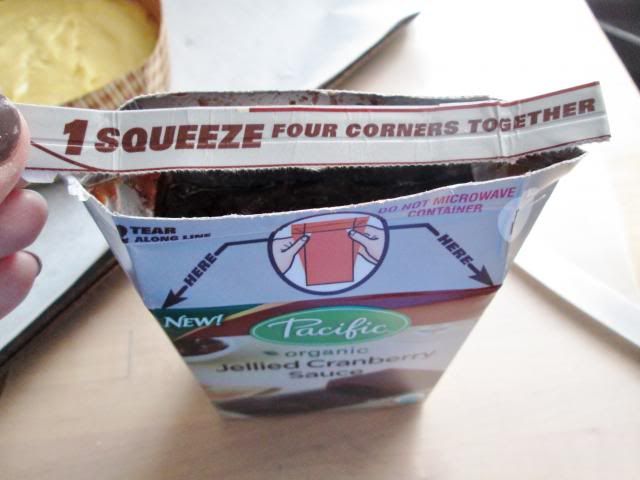 1 SQUEEZE FOUR CORNERS TOGETHER
DO NOT MICROWAVE
CONTAINER
2 TEAR
ALONG LINE
HERE
HERE
NEW!
Pacific
organic
Jellied Cranberry
Sauce